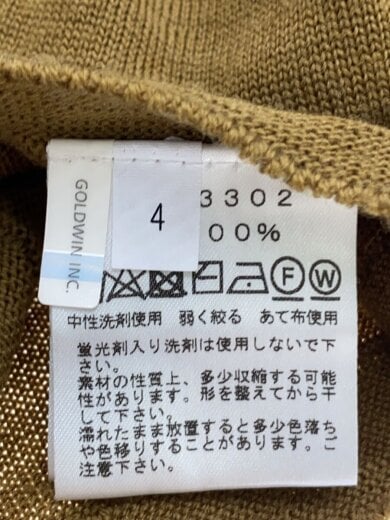 GOLDWIN INC.
4
3302
00%
F W
中性洗剤使用 弱く絞る あて布使用
蛍光剤入り洗剤は使用しないで下
さい。
素材の性質上、多少収縮する可能
性があります。形を整えてから干
して下さい。
濡れたまま放置すると多少色落ち
や色移りすることがあります。ご
注意下さい。